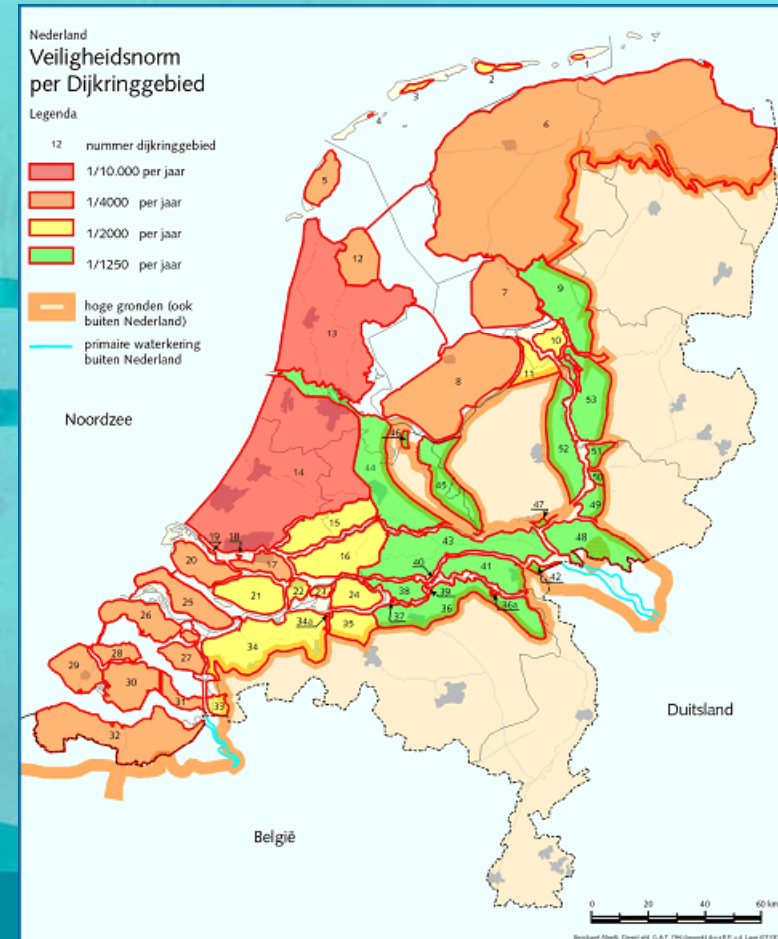 Nederland
Veiligheidsnorm
per Dijkringgebied
Legenda
12 nummer dijkringgebied
1/10.000 per jaar
1/4000 per jaar
1/2000 per jaar
1/1250 per jaar
hoge gronden (ook
buiten Nederland)
primaire waterkering
buiten Nederland
Noordzee
Duitsland
België
1
2
3
4
5
6
7
8
9
10
11
12
13
14
15
16
17
18
19
20
21
22
23
24
25
26
27
28
29
30
31
32
33
34
34a
35
36
36a
37
38
39
40
41
42
43
44
45
46
47
48
49
50
51
52
53
0 20 40 60 km